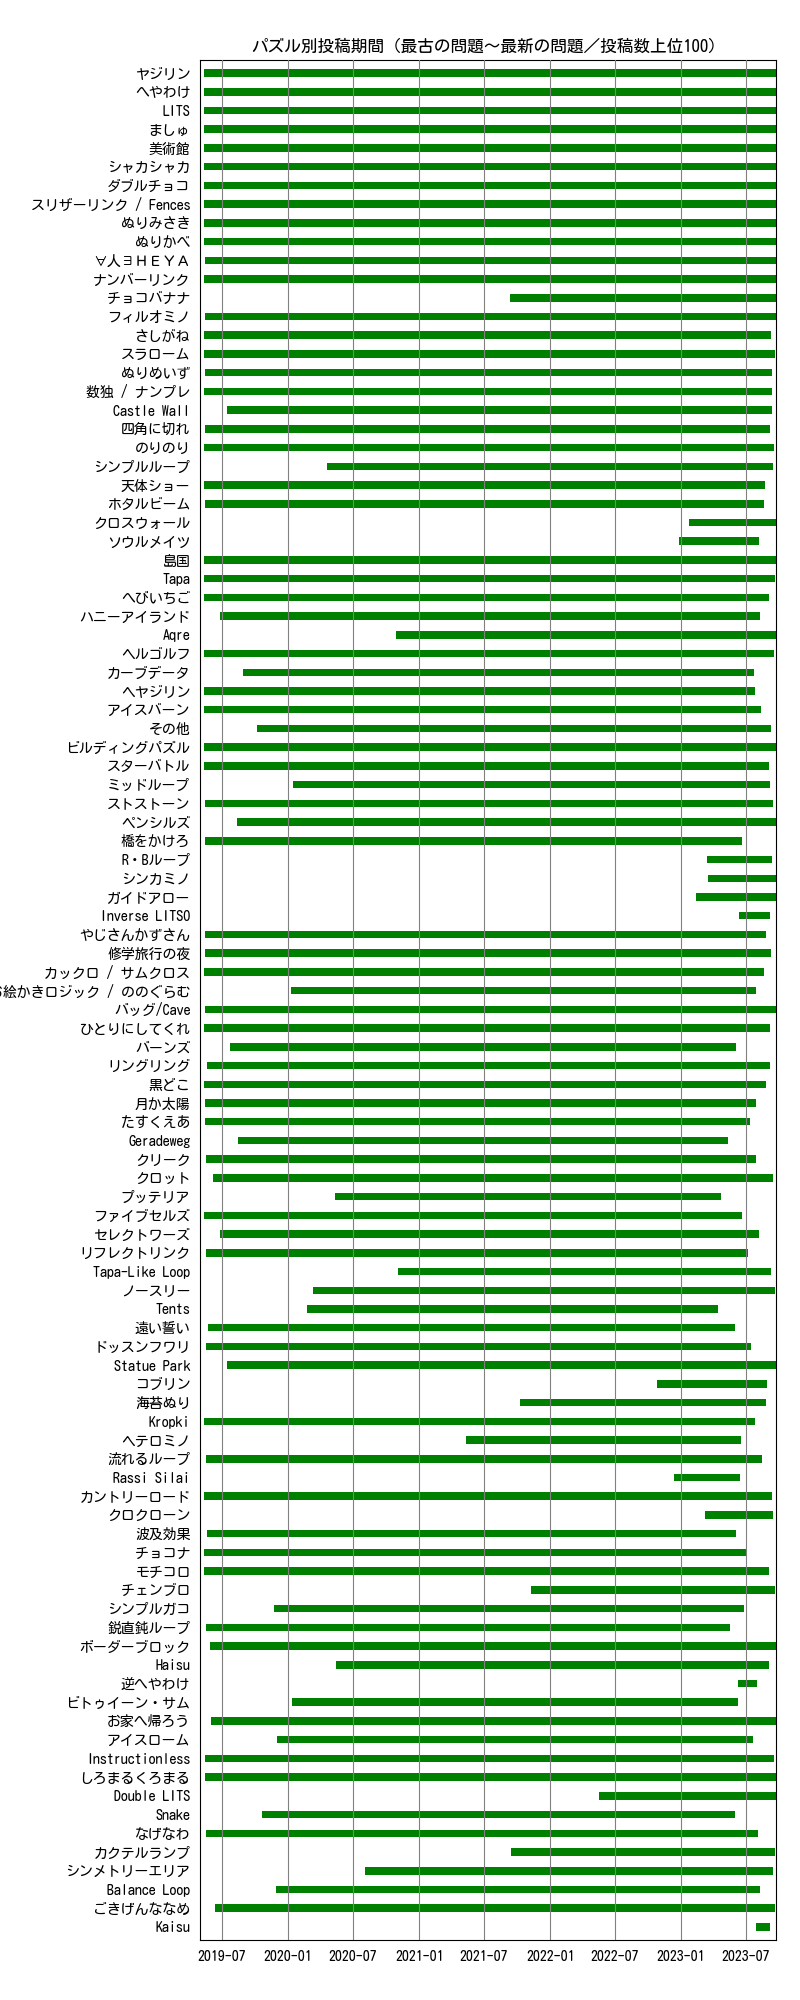 パズル別投稿期間（最古の問題～最新の問題／投稿数上位100）
ヤジリン
へやわけ
LITS
ましゅ
美術館
シャカシャカ
ダブルチョコ
スリザーリンク / Fences
ぬりみさき
ぬりかべ
∀人ヨＨＥＹＡ
ナンバーリンク
チョコバナナ
フィルオミノ
さしがね
スラローム
ぬりめいず
数独 / ナンプレ
Castle Wall
四角に切れ
のりのり
シンプルループ
天体ショー
ホタルビーム
クロスウォール
ソウルメイツ
島国
Tapa
へびいちご
ハニーアイランド
Aqre
ヘルゴルフ
カーブデータ
ヘヤジリン
アイスバーン
その他
ビルディングパズル
スターバトル
ミッドループ
ストストーン
ペンシルズ
橋をかけろ
R・Bループ
シンカミノ
ガイドアロー
Inverse LITSO
やじさんかずさん
修学旅行の夜
カックロ / サムクロス
絵かきロジック / ののぐらむ
バッグ/Cave
ひとりにしてくれ
バーンズ
リングリング
黒どこ
月か太陽
たすくえあ
Geradeweg
クリーク
クロット
プッテリア
ファイブセルズ
セレクトワーズ
リフレクトリンク
Tapa-Like Loop
ノースリー
Tents
遠い誓い
ドッスンフワリ
Statue Park
コブリン
海苔ぬり
Kropki
ヘテロミノ
流れるループ
Rassi Silai
カントリーロード
クロクローン
波及効果
チョコナ
モチコロ
チェンブロ
シンプルガコ
鋭直鈍ループ
ボーダーブロック
Haisu
逆へやわけ
ビトゥイーン・サム
お家へ帰ろう
アイスローム
Instructionless
しろまるくろまる
Double LITS
Snake
なげなわ
カクテルランプ
シンメトリーエリア
Balance Loop
ごきげんななめ
Kaisu
2019-07 2020-01 2020-07 2021-01 2021-07 2022-01 2022-07 2023-01 2023-07